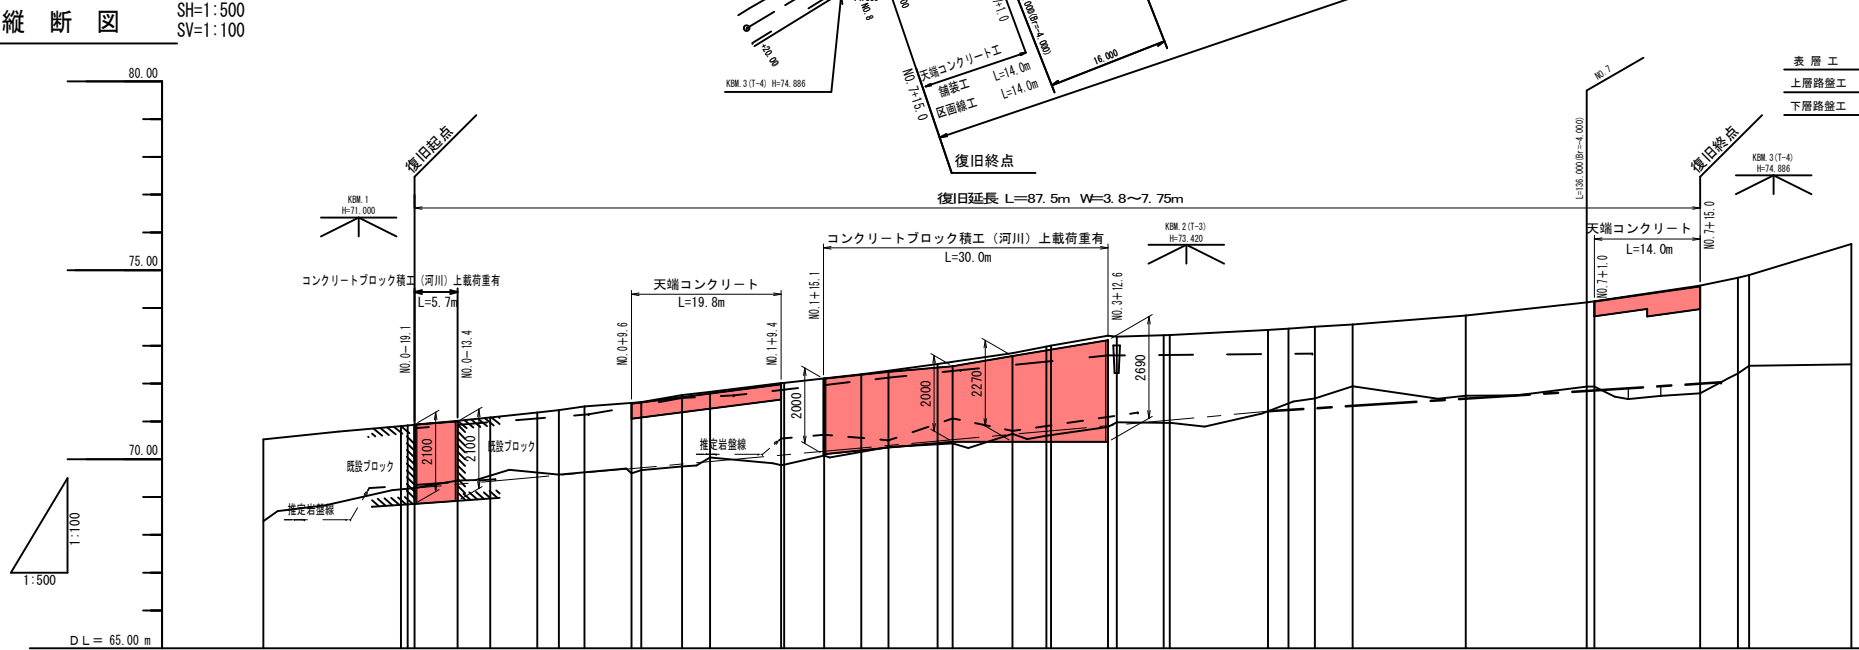 縦 断 図
SH=1:500
SV=1:100
NO.8
+20.00
KBM.3(T-4) H=74.886
天端コンクリート工
L=14.0m
舗装工
L=14.0m
区画線工
NO.7+15.0
16.000
復旧終点
表 層 工
上層路盤工
下層路盤工
NO.7
L=136.000(Br=-4.000)
復旧起点
復旧終点
KBM.1
H=71.000
KBM.3(T-4)
H=74.886
復旧延長 L=87.5m W=3.8~7.75m
KBM.2(T-3)
H=73.420
コンクリートブロック積工(河川)上載荷重有
L=30.0m
天端コンクリート
L=14.0m
NO.7+1.0
NO.7+15.0
コンクリートブロック積工(河川)上載荷重有
L=5.7m
天端コンクリート
L=19.8m
NO.0-19.1
NO.0-13.4
NO.0+9.6
NO.1+9.4
NO.1+15.1
NO.3+12.6
2100
2100
2000
2000
2270
2690
既設ブロック
既設ブロック
推定岩盤線
推定岩盤線
80.00
75.00
70.00
DL= 65.00 m
1:100
1:500